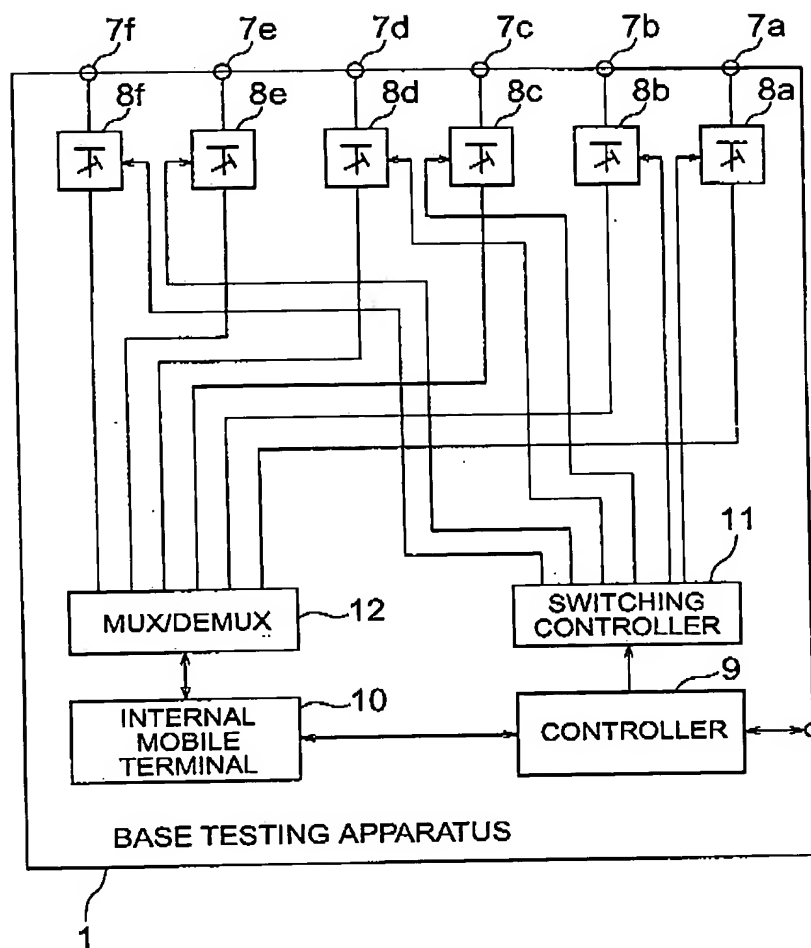 7f 7e 7d 7c 7b 7a
8f 8e 8d 8c 8b 8a
11
MUX/DEMUX
12
SWITCHING
CONTROLLER
10
9
INTERNAL
MOBILE
TERMINAL
CONTROLLER
BASE TESTING APPARATUS
1